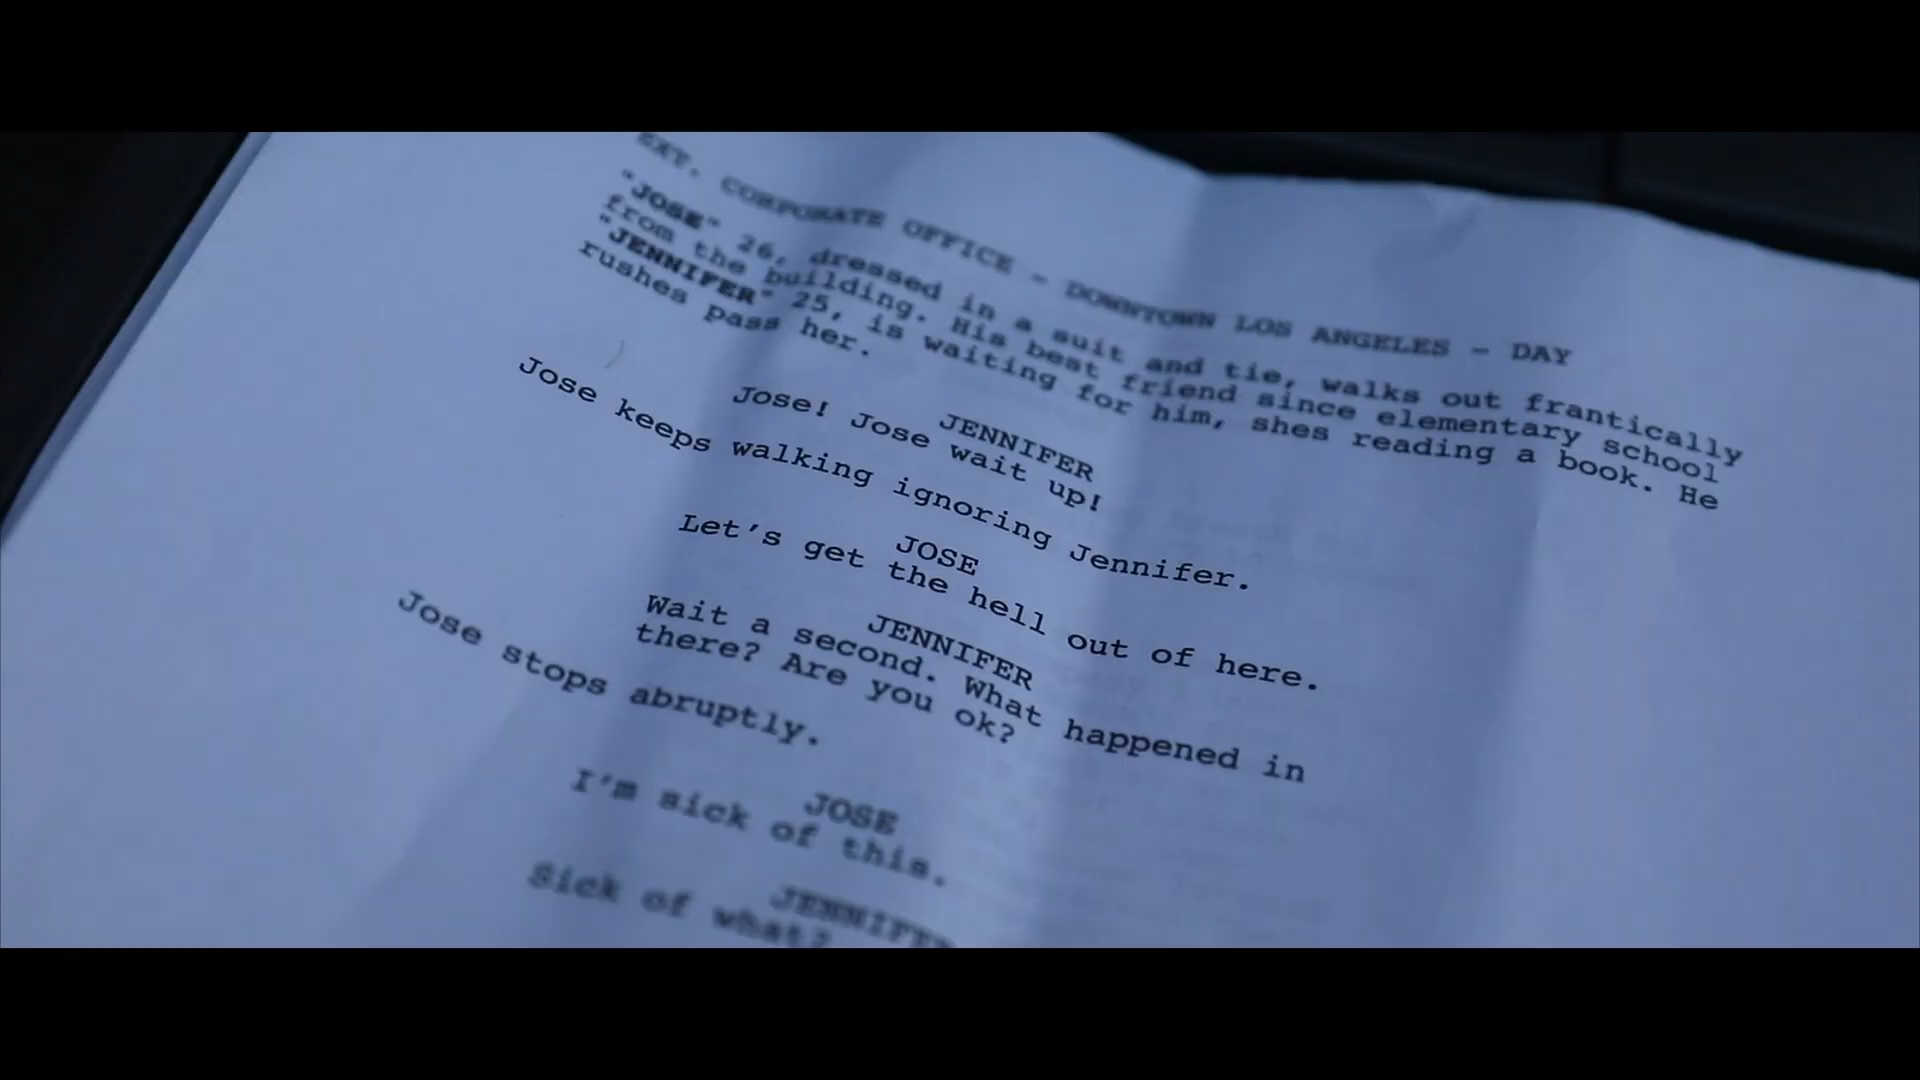 EXT. CORPORATE OFFICE - DOWNTOWN LOS ANGELES - DAY
"JOSE" 26, dressed in a suit and tie, walks out frantically
from the building. His best friend since elementary school
"JENNIFER" 25, is waiting for him, shes reading a book. He
rushes pass her.
JENNIFER
Jose! Jose wait up!
Jose keeps walking ignoring Jennifer.
JOSE
Let's get the hell out of here.
JENNIFER
Wait a second. What happened in
there? Are you ok?
Jose stops abruptly.
JOSE
I'm sick of this.
JENNIFER
Sick of what?